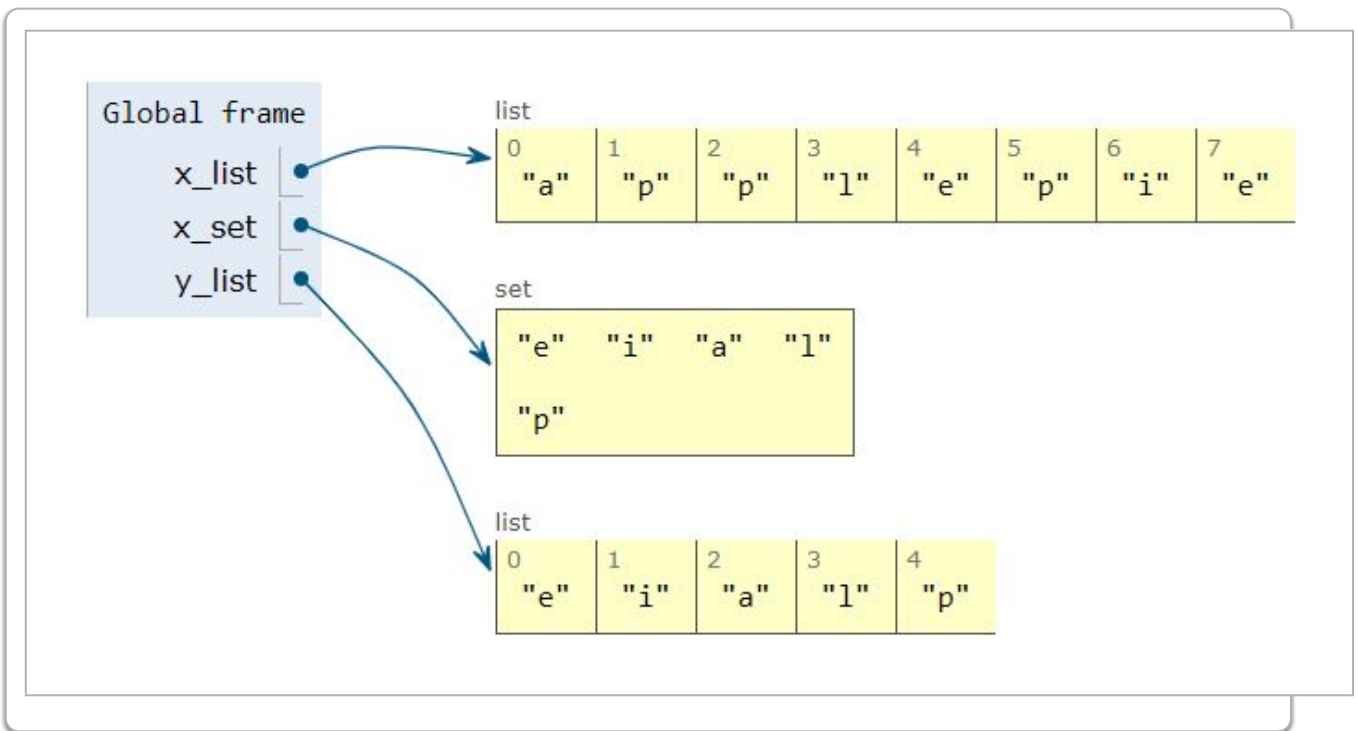 Global frame
x_list
x_set
y_list
list
0 1 2 3 4 5 6 7
"a" "p" "p" "l" "e" "p" "i" "e"
set
"e" "i" "a" "l"
"p"
list
0 1 2 3 4
"e" "i" "a" "l" "p"